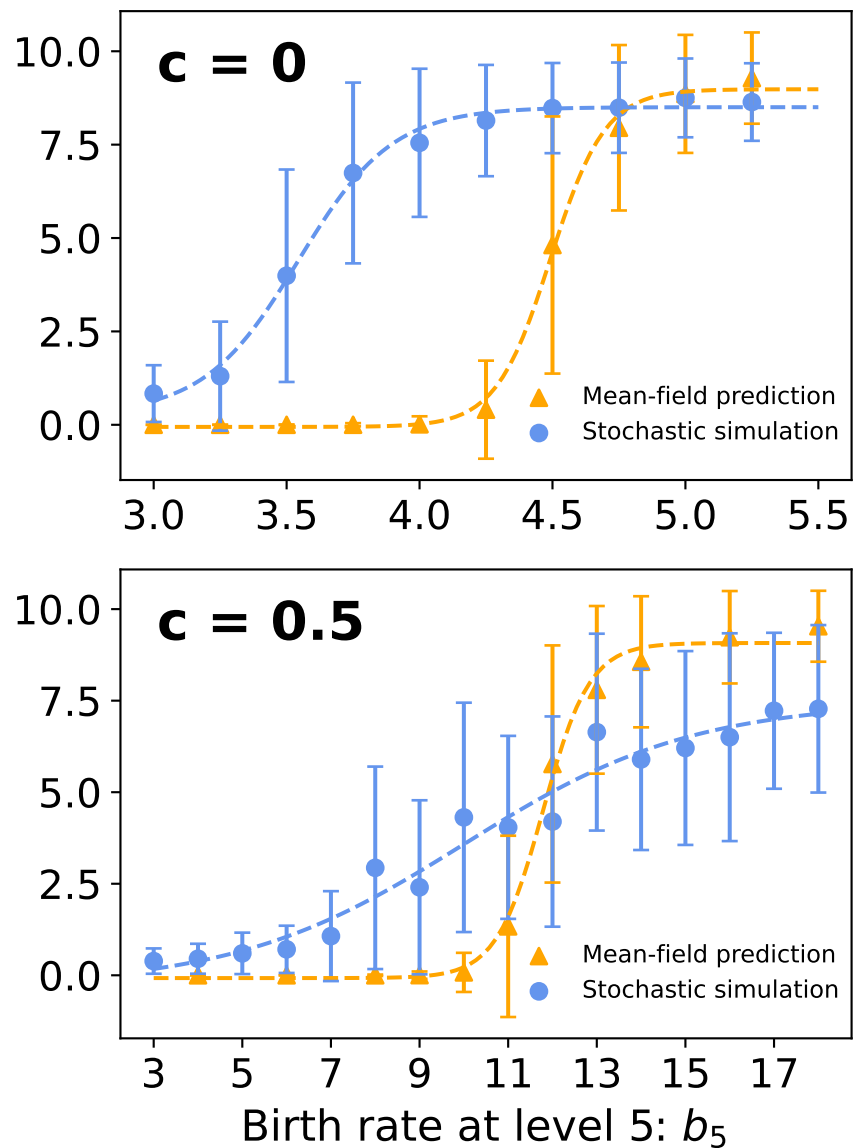 c = 0
10.0
7.5
5.0
2.5
0.0
Mean-field prediction
Stochastic simulation
3.0 3.5 4.0 4.5 5.0 5.5
c = 0.5
10.0
7.5
5.0
2.5
0.0
Mean-field prediction
Stochastic simulation
3 5 7 9 11 13 15 17
Birth rate at level 5: b₅